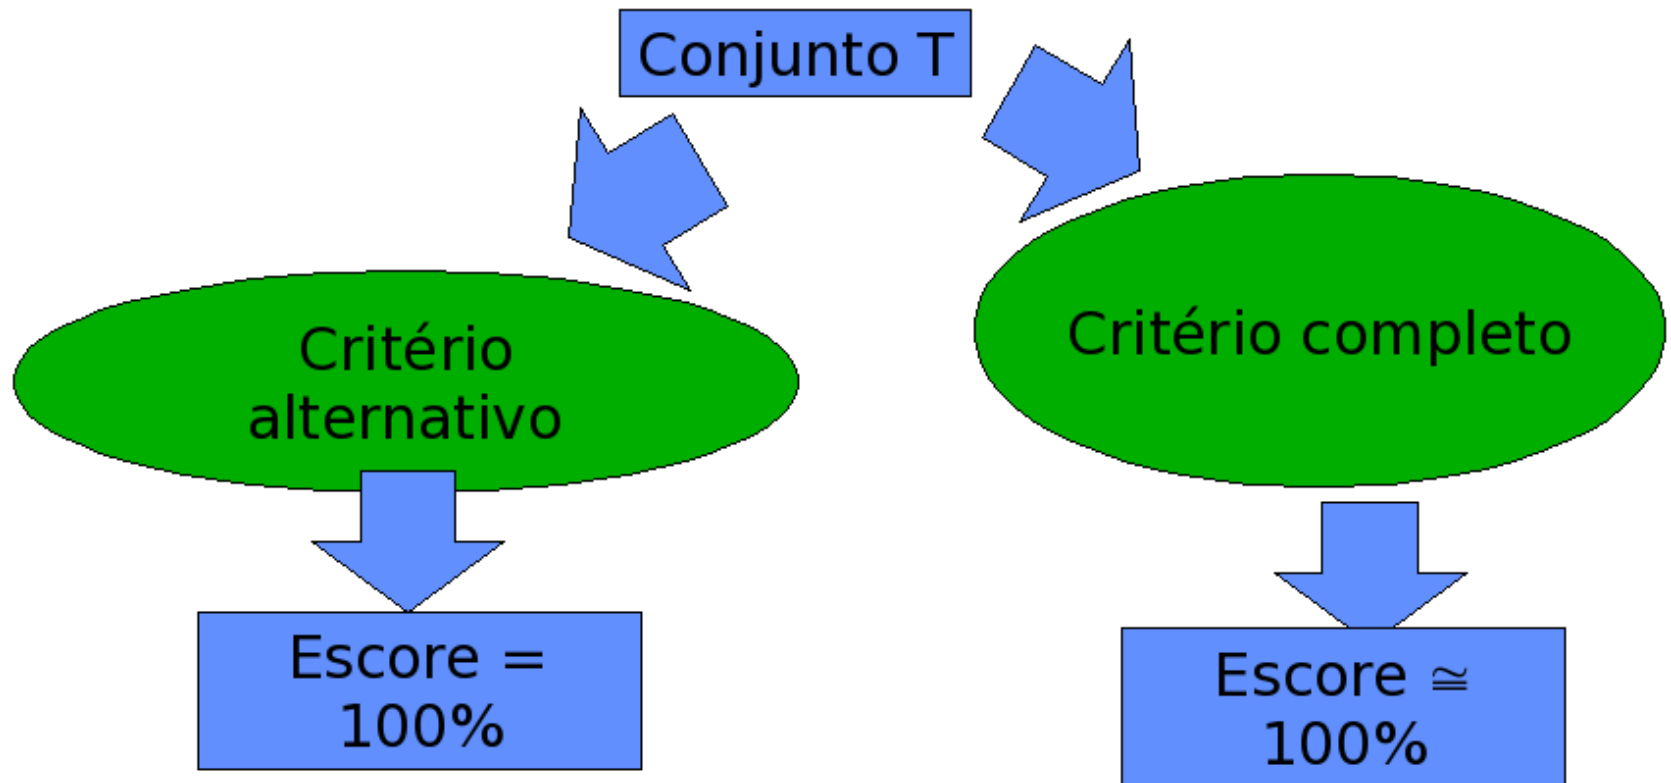 Conjunto T
Critério
alternativo
Critério completo
Escore =
100%
Escore ≅
100%